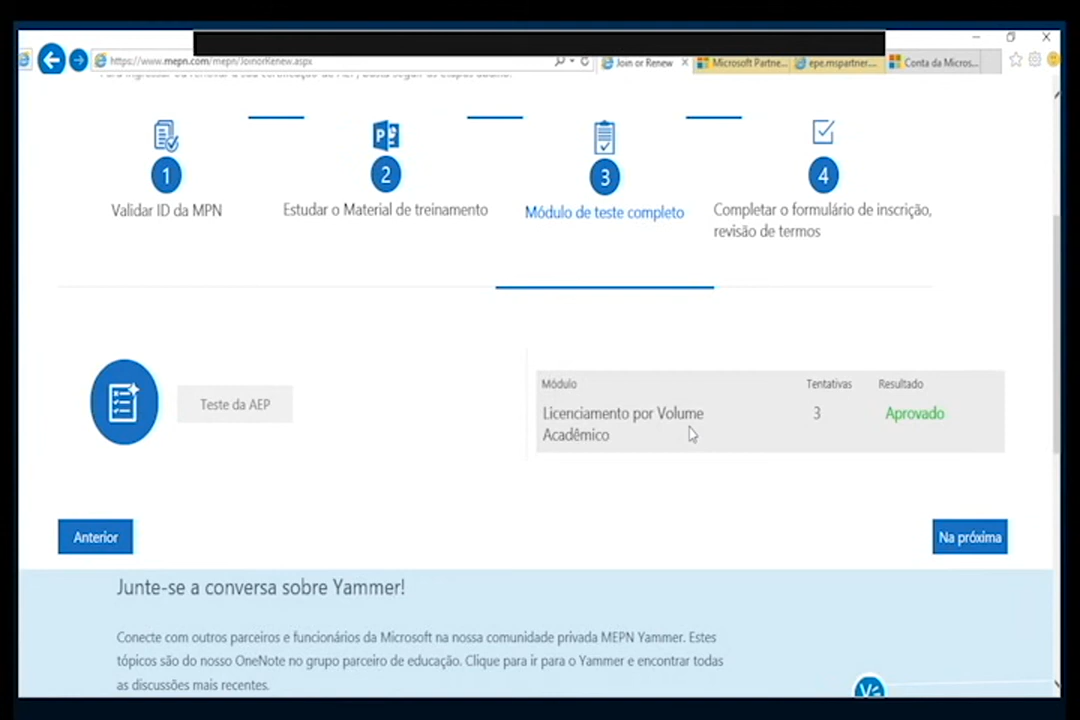 https://www.mepn.com/mepn/JoinorRenew.aspx
Join or Renew
Microsoft Partne...
epe.mspartner....
Conta da Micros...
1
2
3
4
Validar ID da MPN
Estudar o Material de treinamento
Módulo de teste completo
Completar o formulário de inscrição,
revisão de termos
Teste da AEP
Módulo Tentativas Resultado
Licenciamento por Volume 3 Aprovado
Acadêmico
Anterior
Na próxima
Junte-se a conversa sobre Yammer!
Conecte com outros parceiros e funcionários da Microsoft na nossa comunidade privada MEPN Yammer. Estes
tópicos são do nosso OneNote no grupo parceiro de educação. Clique para ir para o Yammer e encontrar todas
as discussões mais recentes.